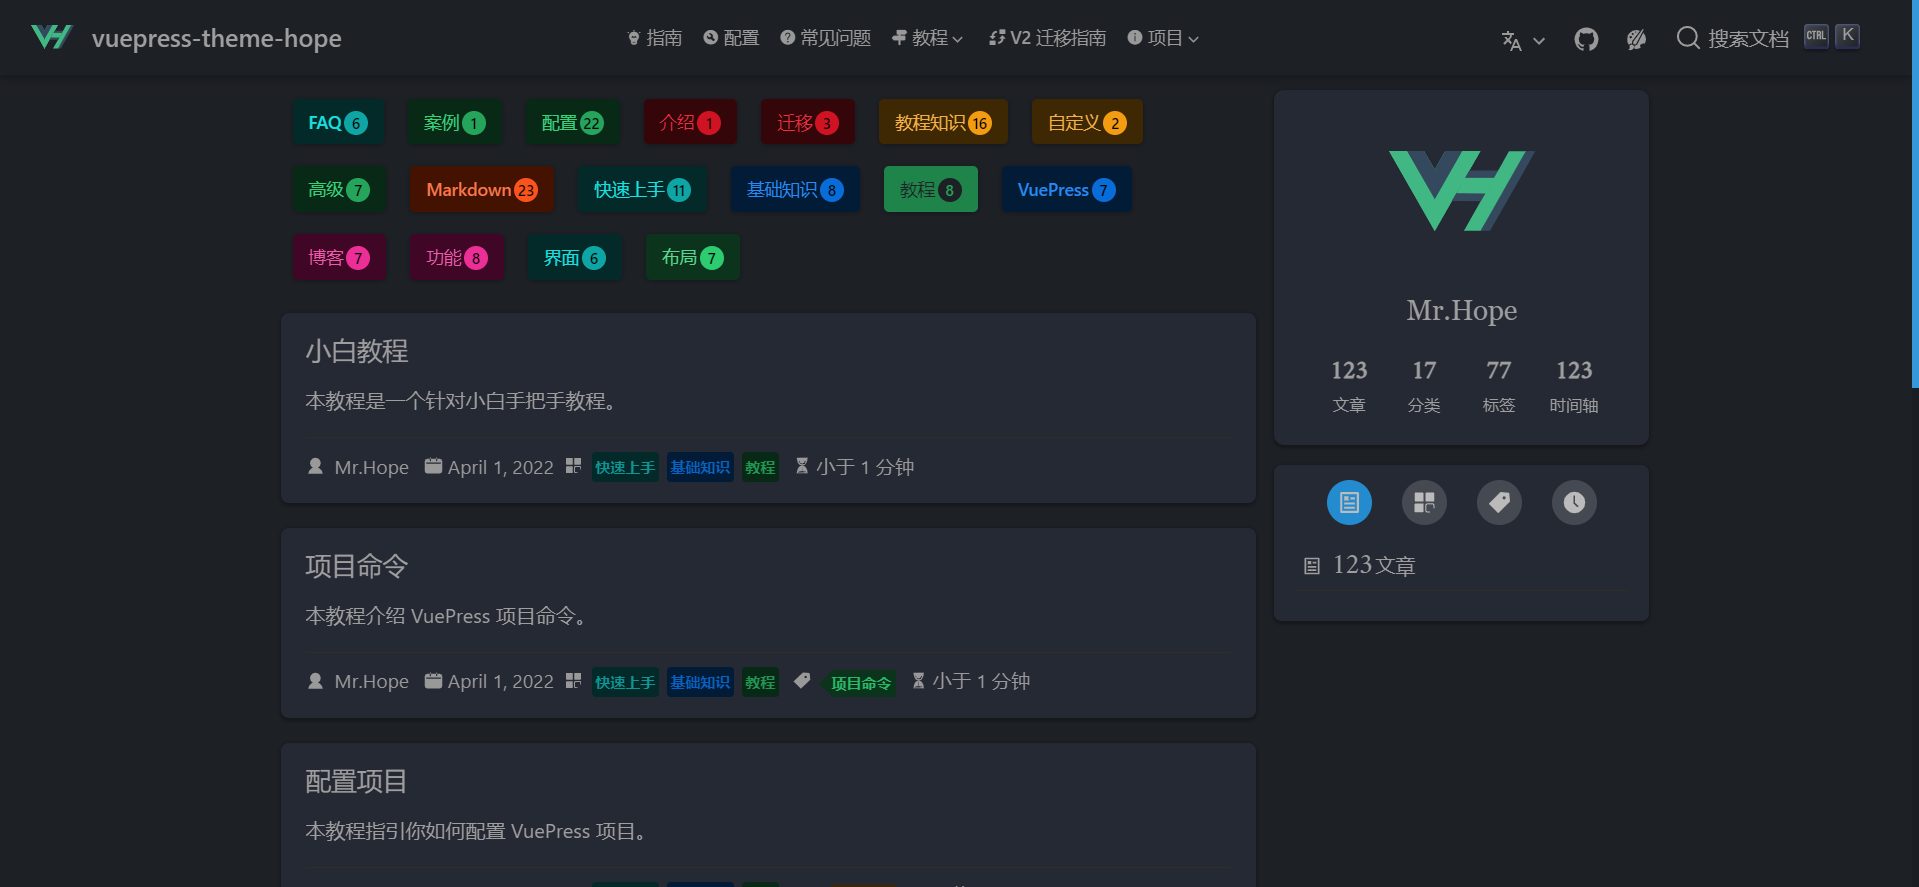 vuepress-theme-hope 指南 配置 常见问题 教程 V2 迁移指南 项目 搜索文档 CTRL K
FAQ 6 案例 1 配置 22 介绍 1 迁移 3 教程知识 16 自定义 2
高级 7 Markdown 23 快速上手 11 基础知识 8 教程 8 VuePress 7
博客 7 功能 8 界面 6 布局 7
小白教程
本教程是一个针对小白手把手教程。
Mr.Hope April 1, 2022 快速上手 基础知识 教程 小于 1 分钟
项目命令
本教程介绍 VuePress 项目命令。
Mr.Hope April 1, 2022 快速上手 基础知识 教程 项目命令 小于 1 分钟
配置项目
本教程指引你如何配置 VuePress 项目。
Mr.Hope
123 17 77 123
文章 分类 标签 时间轴
123 文章